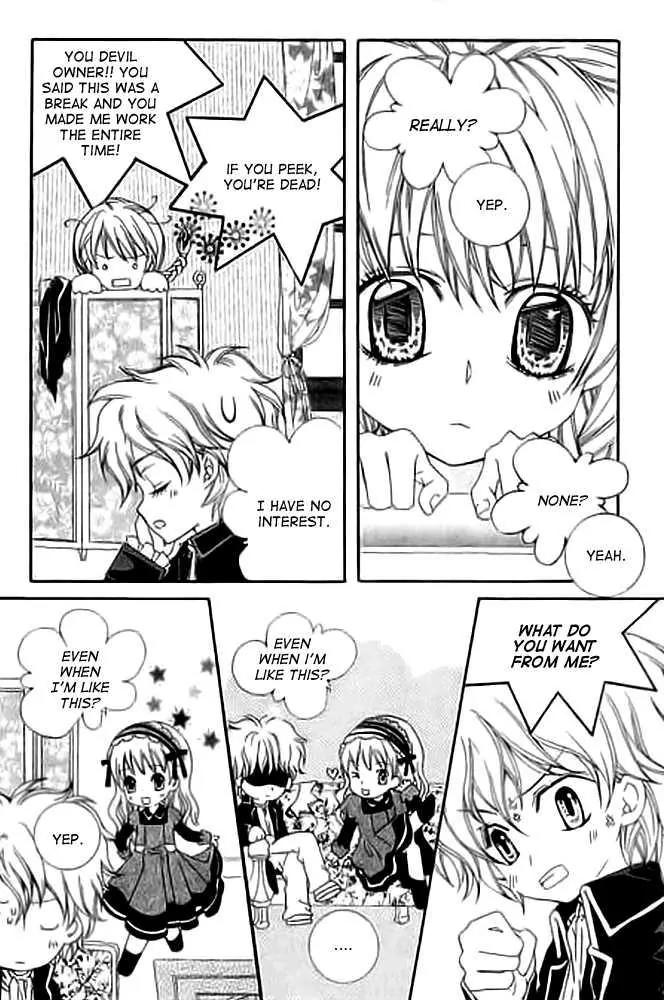 YOU DEVIL
OWNER!! YOU
SAID THIS WAS A
BREAK AND YOU
MADE ME WORK
THE ENTIRE
TIME!
IF YOU PEEK,
YOU'RE DEAD!
I HAVE NO
INTEREST.
REALLY?
YEP.
NONE?
YEAH.
EVEN
WHEN
I'M LIKE
THIS?
YEP.
EVEN
WHEN I'M
LIKE THIS?
....
WHAT DO
YOU WANT
FROM ME?